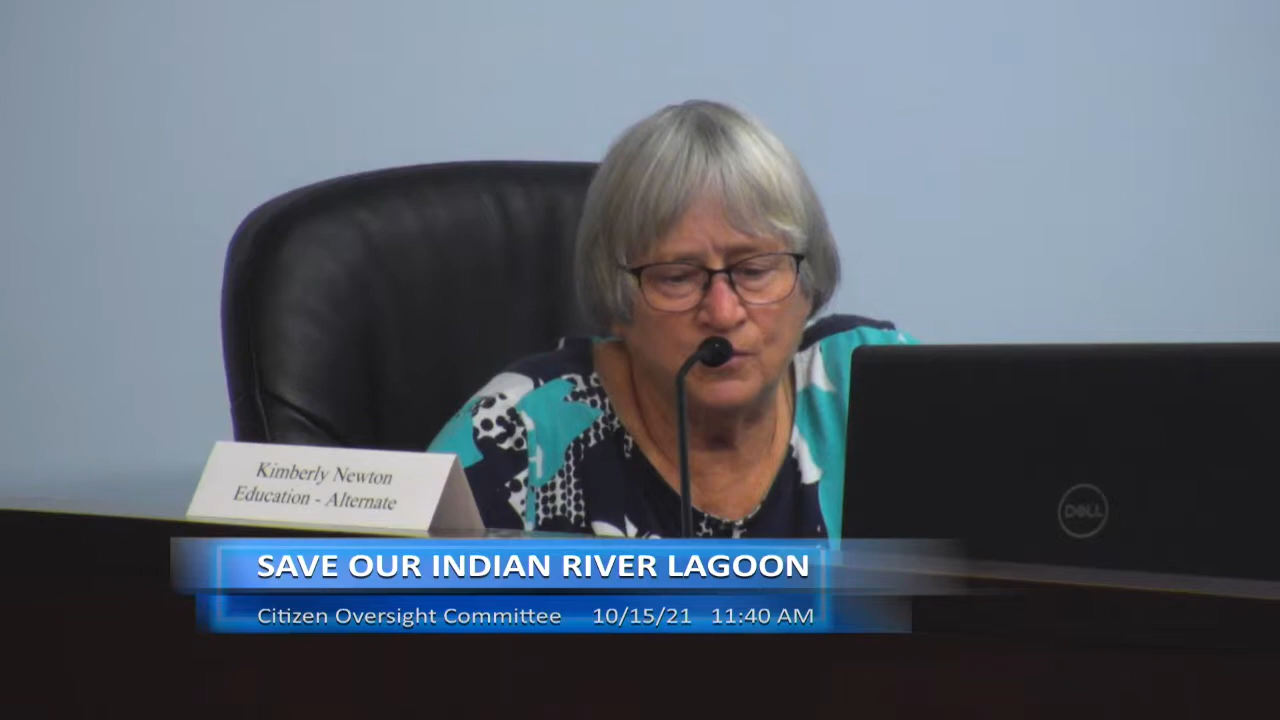 Kimberly Newton
Education - Alternate
DELL
SAVE OUR INDIAN RIVER LAGOON
Citizen Oversight Committee 10/15/21 11:40 AM